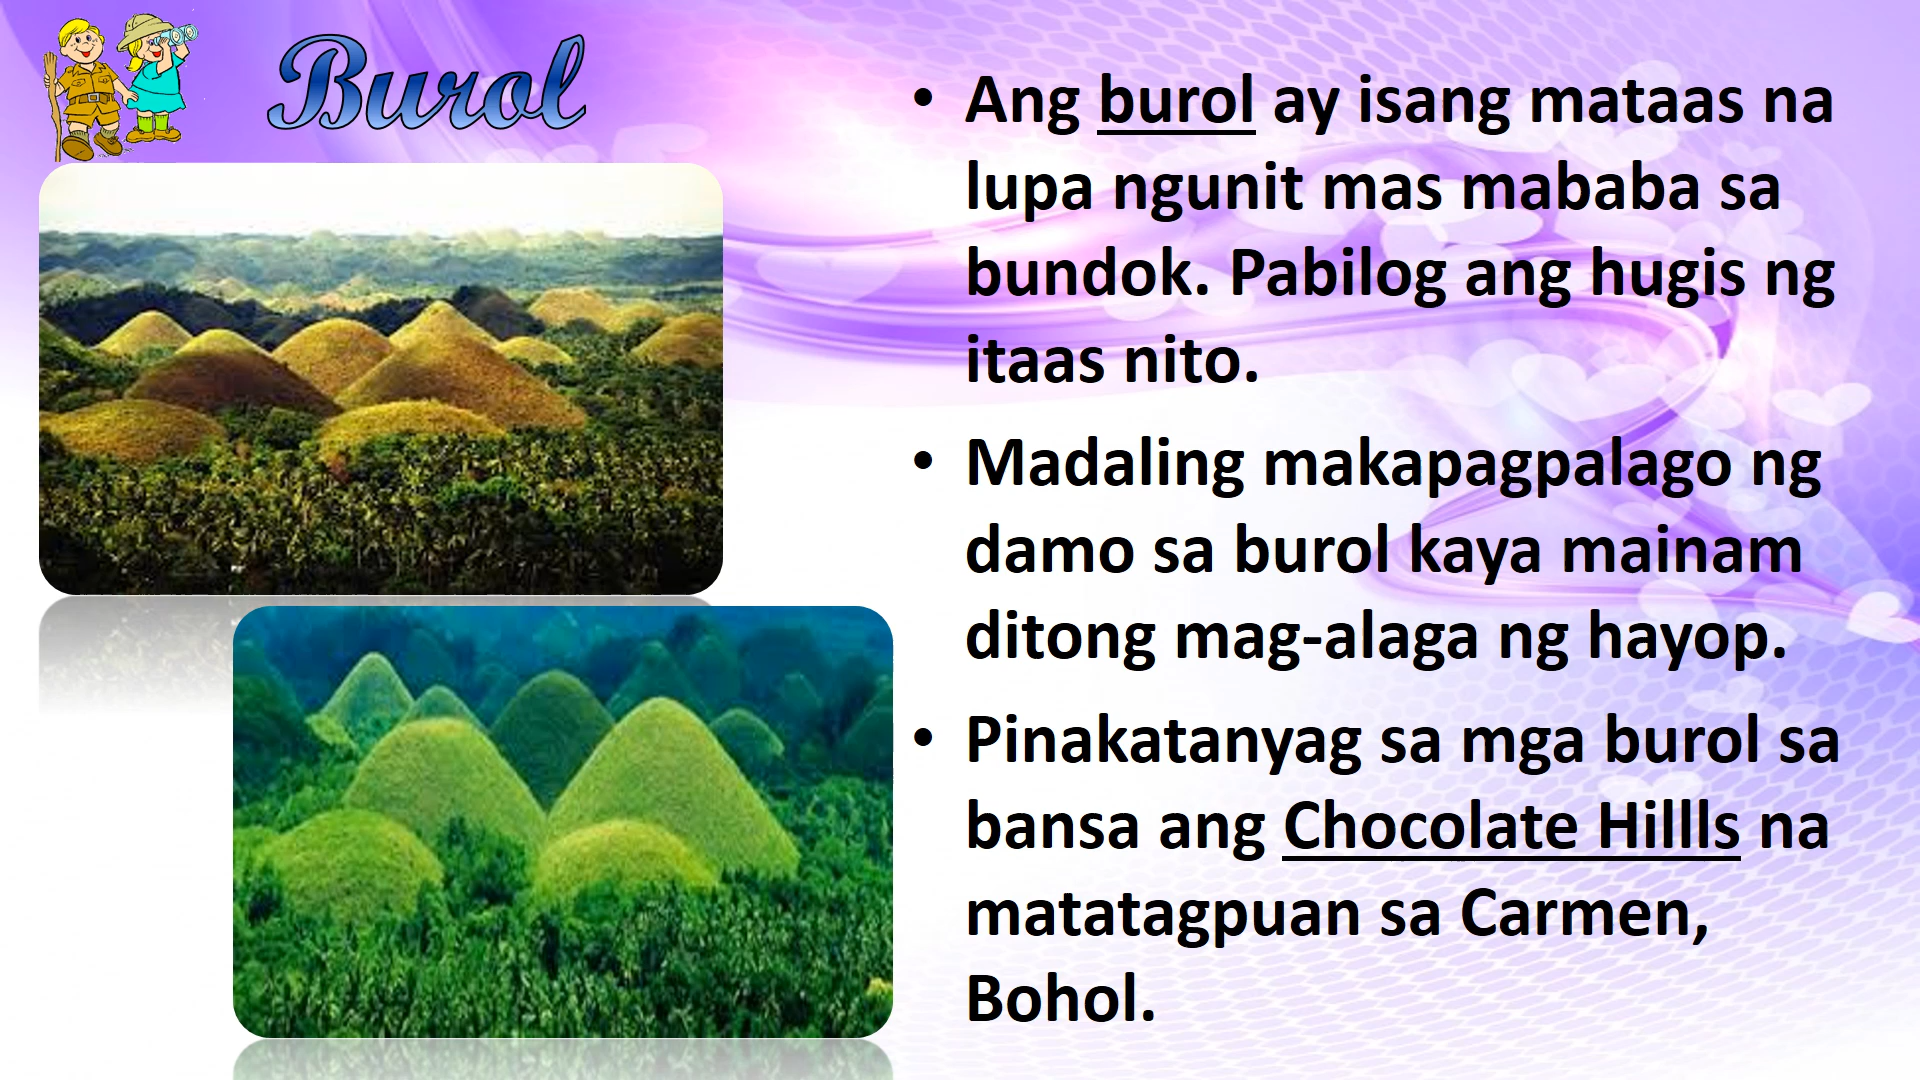 Burol
• Ang burol ay isang mataas na
lupa ngunit mas mababa sa
bundok. Pabilog ang hugis ng
itaas nito.
• Madaling makapagpalago ng
damo sa burol kaya mainam
ditong mag-alaga ng hayop.
• Pinakatanyag sa mga burol sa
bansa ang Chocolate Hillls na
matatagpuan sa Carmen,
Bohol.